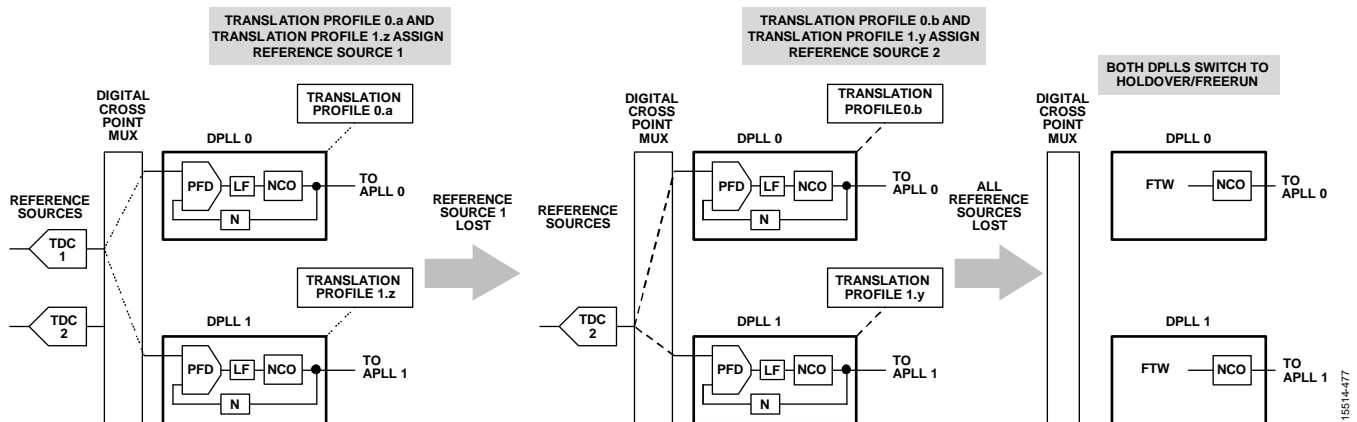 TRANSLATION PROFILE 0.a AND
TRANSLATION PROFILE 1.z ASSIGN
REFERENCE SOURCE 1
DIGITAL
CROSS
POINT
MUX
TRANSLATION
PROFILE 0.a
DPLL 0
PFD
LF
NCO
N
TO
APLL 0
REFERENCE
SOURCES
TDC
1
TDC
2
TRANSLATION
PROFILE 1.z
DPLL 1
PFD
LF
NCO
N
TO
APLL 1
REFERENCE
SOURCE 1
LOST
TRANSLATION PROFILE 0.b AND
TRANSLATION PROFILE 1.y ASSIGN
REFERENCE SOURCE 2
DIGITAL
CROSS
POINT
MUX
TRANSLATION
PROFILE 0.b
DPLL 0
PFD
LF
NCO
N
TO
APLL 0
REFERENCE
SOURCES
TDC
2
TRANSLATION
PROFILE 1.y
DPLL 1
PFD
LF
NCO
N
TO
APLL 1
ALL
REFERENCE
SOURCES
LOST
BOTH DPLLS SWITCH TO
HOLDOVER/FREERUN
DIGITAL
CROSS
POINT
MUX
DPLL 0
FTW
NCO
TO
APLL 0
DPLL 1
FTW
NCO
TO
APLL 1
15514-477